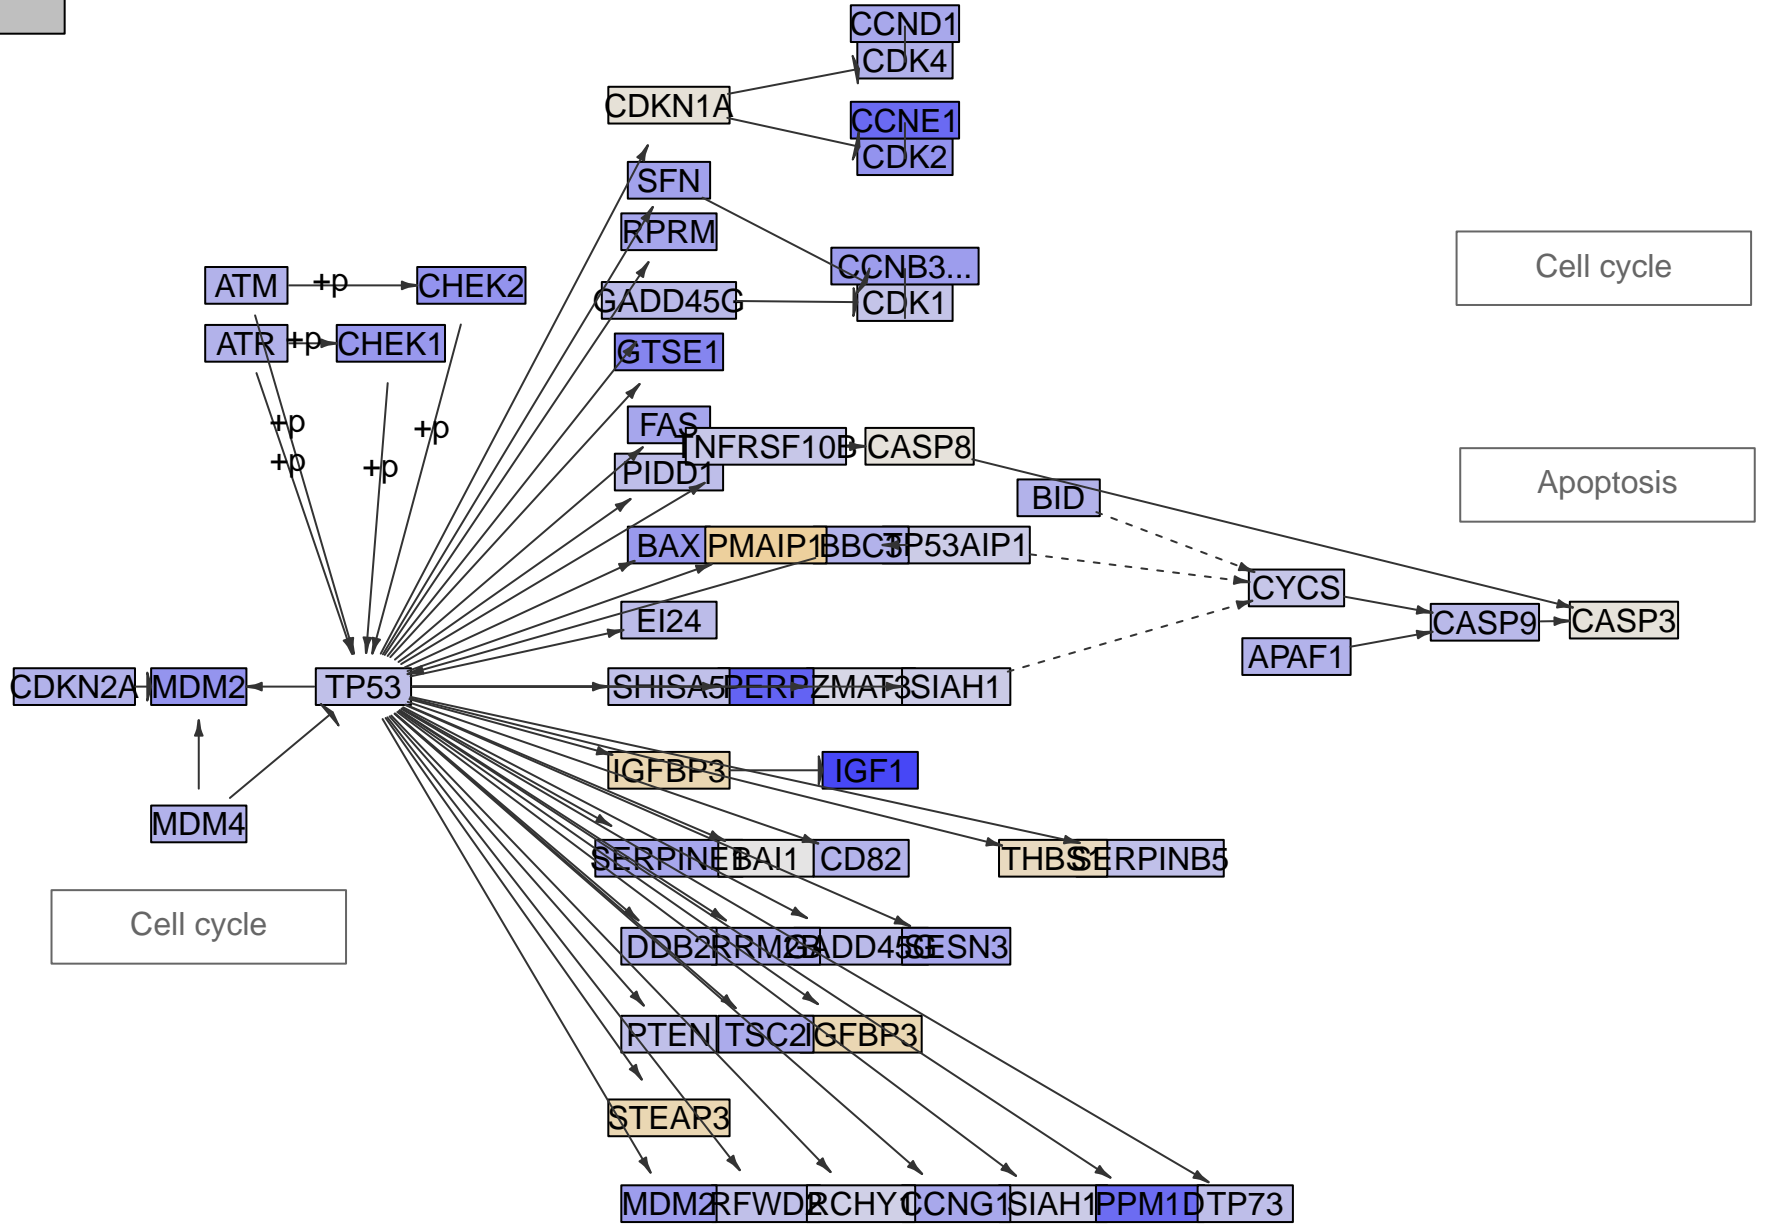 CCND1
CDK4
CDKN1A
CCNE1
CDK2
SFN
RPRM
CCNB3...
Cell cycle
ATM
+p
CHEK2
GADD45G
CDK1
ATR
+p
CHEK1
GTSE1
+p
+p
FAS
TNFRSF10B
CASP8
+p
+p
PIDD1
Apoptosis
BID
BAX
PMAIP1
BBC3
TP53AIP1
CYCS
EI24
CASP9
CASP3
APAF1
CDKN2A
MDM2
TP53
SHISA5
PERP
ZMAT3
SIAH1
IGFBP3
IGF1
MDM4
SERPINE1
BAI1
CD82
THBS1
SERPINB5
Cell cycle
DDB2
RRM2B
GADD45G
SESN3
PTEN
TSC2
IGFBP3
STEAP3
MDM2
RFWD2
RCHY1
CCNG1
SIAH1
PPM1D
TP73